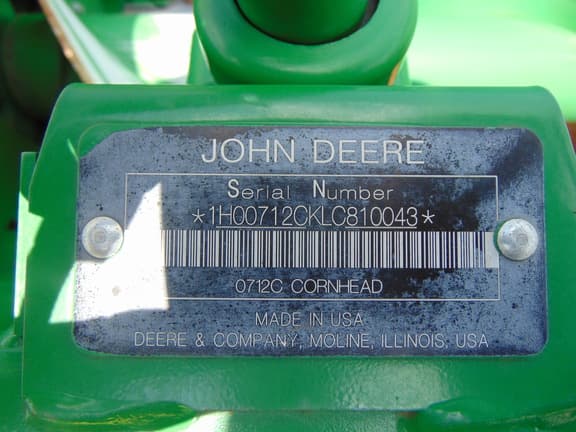 JOHN DEERE
Serial Number
*1H00712CKLC810043*
0712C CORNHEAD
MADE IN USA
DEERE & COMPANY, MOLINE, ILLINOIS, USA